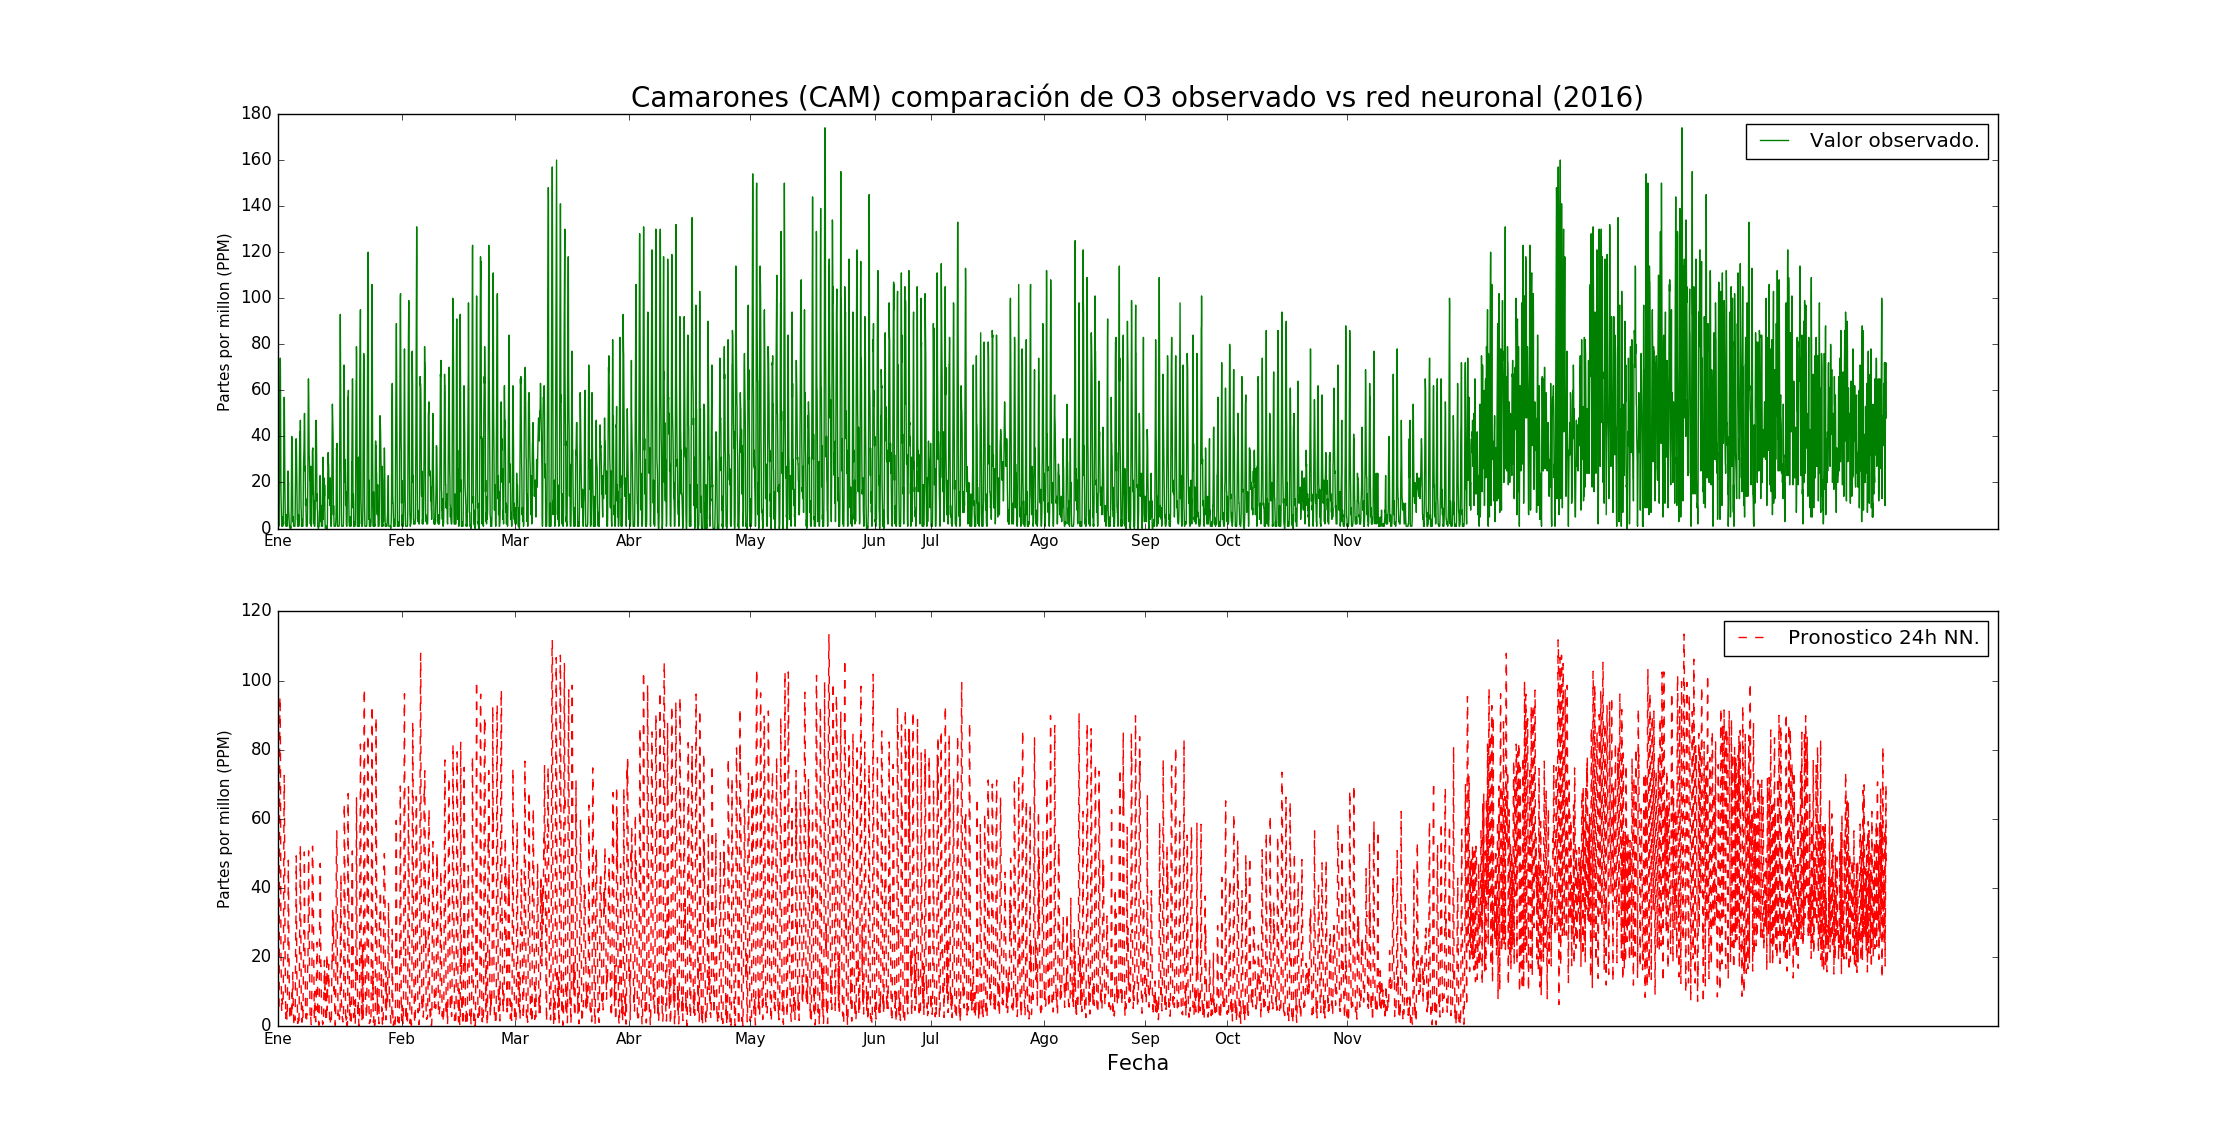 Camarones (CAM) comparación de O3 observado vs red neuronal (2016)
180
160
140
120
100
80
60
40
20
0
Partes por millon (PPM)
Valor observado.
Ene Feb Mar Abr May Jun Jul Ago Sep Oct Nov
120
100
80
60
40
20
0
Partes por millon (PPM)
Pronostico 24h NN.
Ene Feb Mar Abr May Jun Jul Ago Sep Oct Nov
Fecha